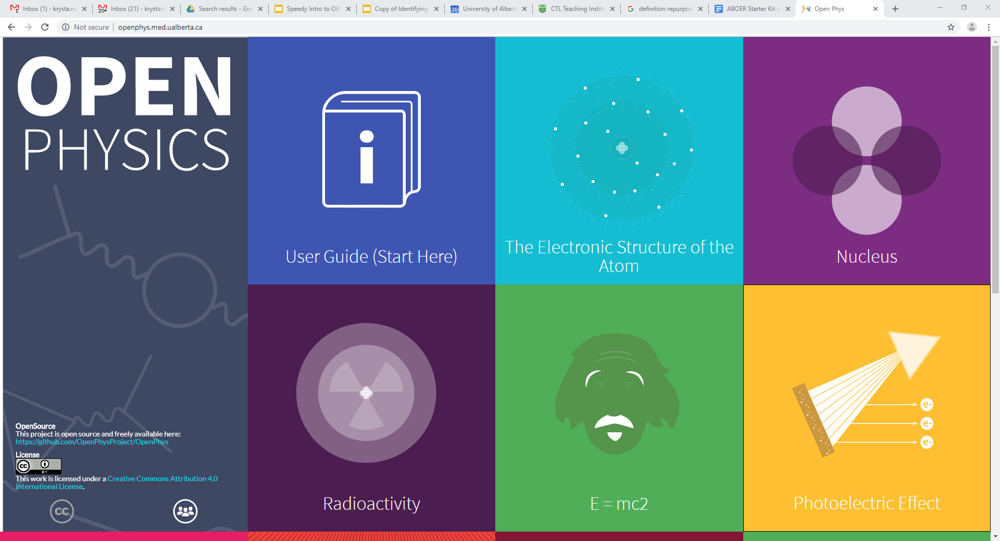 Inbox (1) - krysta.m
Inbox (21) - krystam
Search results - Goo
Speedy Intro to OER
Copy of Identifying,
University of Alberta
CTL Teaching Institu
definition repurpose
ABOER Starter Kit v
Open Phys
Not secure
openphys.med.ualberta.ca
OPEN
PHYSICS
OpenSource
This project is open source and freely available here:
https://github.com/OpenPhysProject/OpenPhys
License
cc
BY
This work is licensed under a Creative Commons Attribution 4.0
International License.
cc
i
User Guide (Start Here)
The Electronic Structure of the
Atom
Nucleus
Radioactivity
E = mc2
e-
e-
e-
Photoelectric Effect